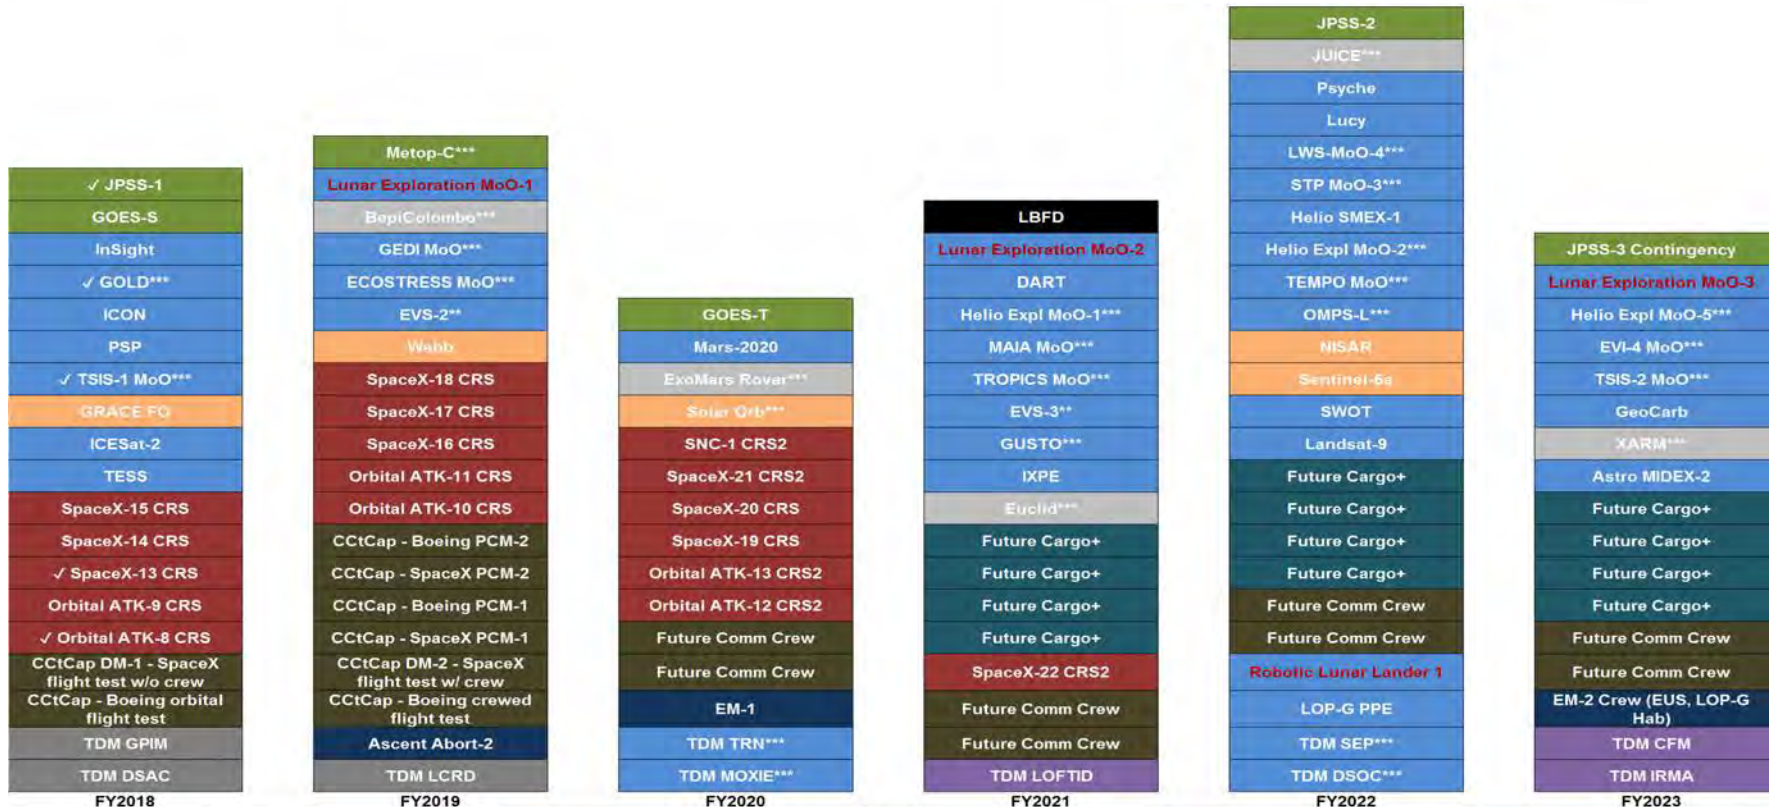 ✓ JPSS-1
GOES-S
InSight
✓ GOLD***
ICON
PSP
✓ TSIS-1 MoO***
GRACE FO
ICESat-2
TESS
SpaceX-15 CRS
SpaceX-14 CRS
✓ SpaceX-13 CRS
Orbital ATK-9 CRS
✓ Orbital ATK-8 CRS
CCtCap DM-1 - SpaceX
flight test w/o crew
CCtCap - Boeing orbital
flight test
TDM GPIM
TDM DSAC
FY2018
Metop-C***
Lunar Exploration MoO-1
BepiColombo***
GEDI MoO***
ECOSTRESS MoO***
EVS-2**
Webb
SpaceX-18 CRS
SpaceX-17 CRS
SpaceX-16 CRS
Orbital ATK-11 CRS
Orbital ATK-10 CRS
CCtCap - Boeing PCM-2
CCtCap - SpaceX PCM-2
CCtCap - Boeing PCM-1
CCtCap - SpaceX PCM-1
CCtCap DM-2 - SpaceX
flight test w/ crew
CCtCap - Boeing crewed
flight test
Ascent Abort-2
TDM LCRD
FY2019
GOES-T
Mars-2020
ExoMars Rover***
Solar Orb***
SNC-1 CRS2
SpaceX-21 CRS2
SpaceX-20 CRS
SpaceX-19 CRS
Orbital ATK-13 CRS2
Orbital ATK-12 CRS2
Future Comm Crew
Future Comm Crew
EM-1
TDM TRN***
TDM MOXIE***
FY2020
LBFD
Lunar Exploration MoO-2
DART
Helio Expl MoO-1***
MAIA MoO***
TROPICS MoO***
EVS-3**
GUSTO***
IXPE
Euclid***
Future Cargo+
Future Cargo+
Future Cargo+
Future Cargo+
SpaceX-22 CRS2
Future Comm Crew
Future Comm Crew
TDM LOFTID
FY2021
JPSS-2
JUICE***
Psyche
Lucy
LWS-MoO-4***
STP MoO-3***
Helio SMEX-1
Helio Expl MoO-2***
TEMPO MoO***
OMPS-L***
NISAR
Sentinel-6a
SWOT
Landsat-9
Future Cargo+
Future Cargo+
Future Cargo+
Future Cargo+
Future Comm Crew
Future Comm Crew
Robotic Lunar Lander 1
LOP-G PPE
TDM SEP***
TDM DSOC***
FY2022
JPSS-3 Contingency
Lunar Exploration MoO-3
Helio Expl MoO-5***
EVI-4 MoO***
TSIS-2 MoO***
GeoCarb
XARM***
Astro MIDEX-2
Future Cargo+
Future Cargo+
Future Cargo+
Future Cargo+
Future Comm Crew
Future Comm Crew
EM-2 Crew (EUS, LOP-G
Hab)
TDM CFM
TDM IRMA
FY2023